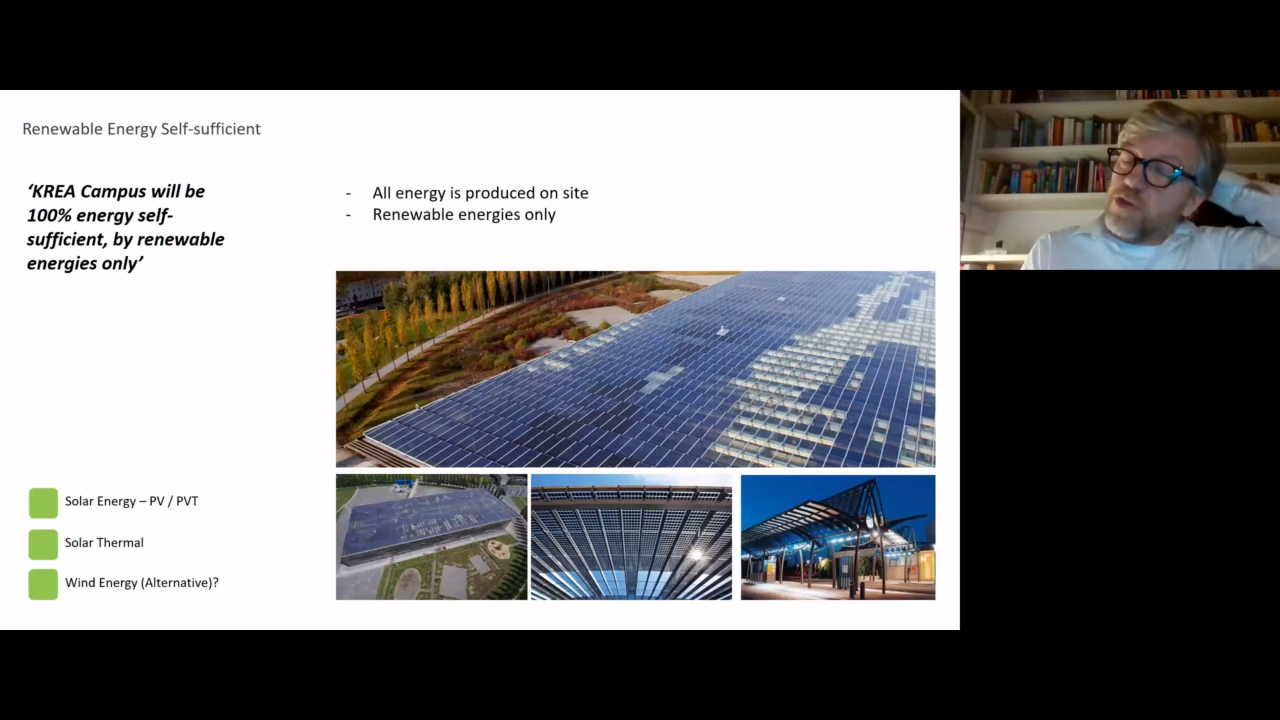 Renewable Energy Self-sufficient
‘KREA Campus will be
100% energy self-
sufficient, by renewable
energies only’
- All energy is produced on site
- Renewable energies only
Solar Energy – PV / PVT
Solar Thermal
Wind Energy (Alternative)?